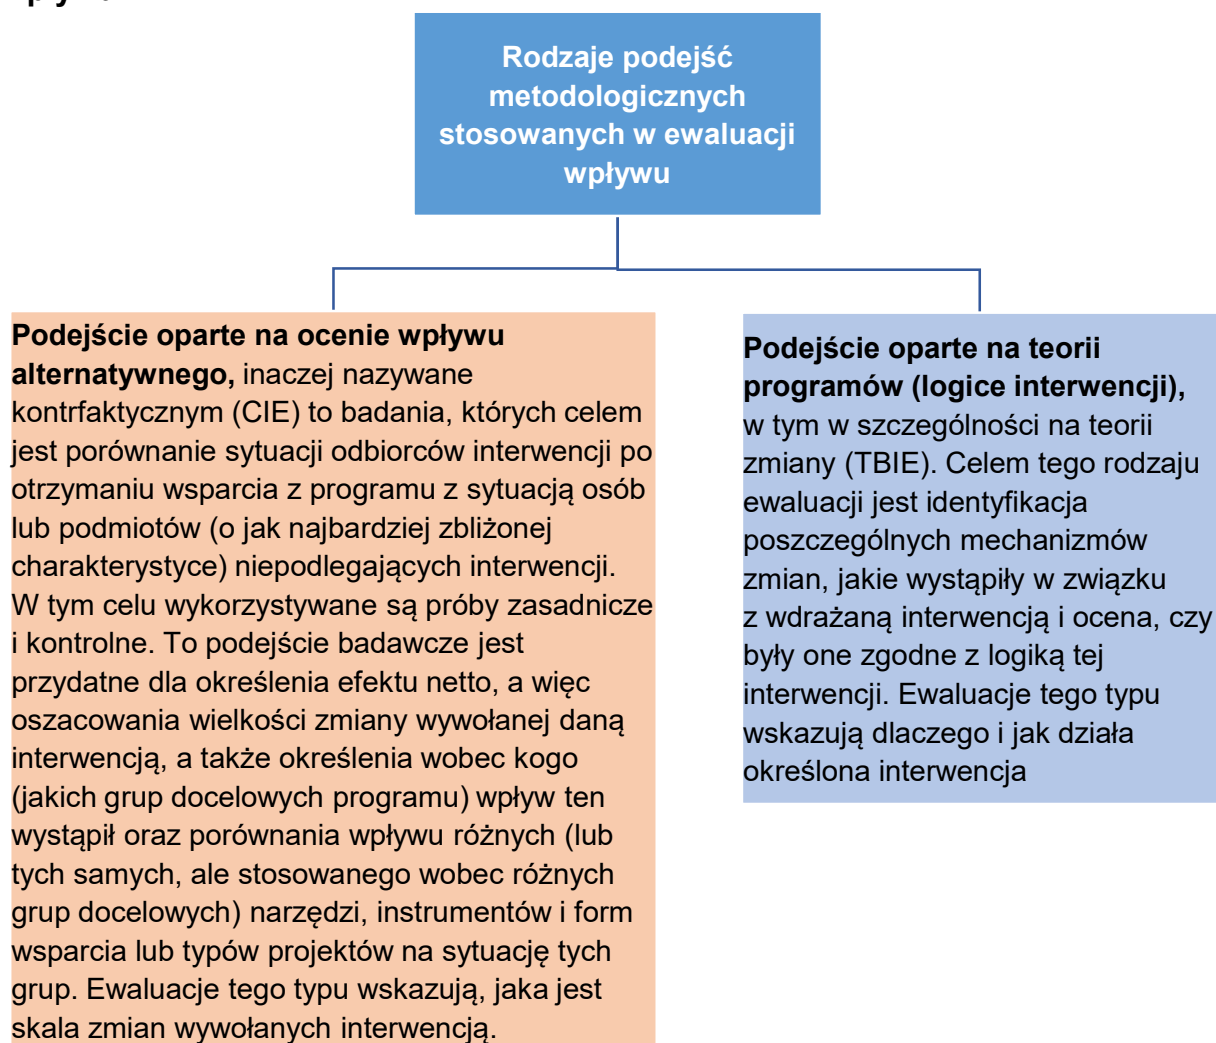 Rodzaje podejść
metodologicznych
stosowanych w ewaluacji
wpływu
Podejście oparte na ocenie wpływu
alternatywnego, inaczej nazywane
kontrfaktycznym (CIE) to badania, których celem
jest porównanie sytuacji odbiorców interwencji po
otrzymaniu wsparcia z programu z sytuacją osób
lub podmiotów (o jak najbardziej zbliżonej
charakterystyce) niepodlegających interwencji.
W tym celu wykorzystywane są próby zasadnicze
i kontrolne. To podejście badawcze jest
przydatne dla określenia efektu netto, a więc
oszacowania wielkości zmiany wywołanej daną
interwencją, a także określenia wobec kogo
(jakich grup docelowych programu) wpływ ten
wystąpił oraz porównania wpływu różnych (lub
tych samych, ale stosowanego wobec różnych
grup docelowych) narzędzi, instrumentów i form
wsparcia lub typów projektów na sytuację tych
grup. Ewaluacje tego typu wskazują, jaka jest
skala zmian wywołanych interwencją.
Podejście oparte na teorii
programów (logice interwencji),
w tym w szczególności na teorii
zmiany (TBIE). Celem tego rodzaju
ewaluacji jest identyfikacja
poszczególnych mechanizmów
zmian, jakie wystąpiły w związku
z wdrażaną interwencją i ocena, czy
były one zgodne z logiką tej
interwencji. Ewaluacje tego typu
wskazują dlaczego i jak działa
określona interwencja